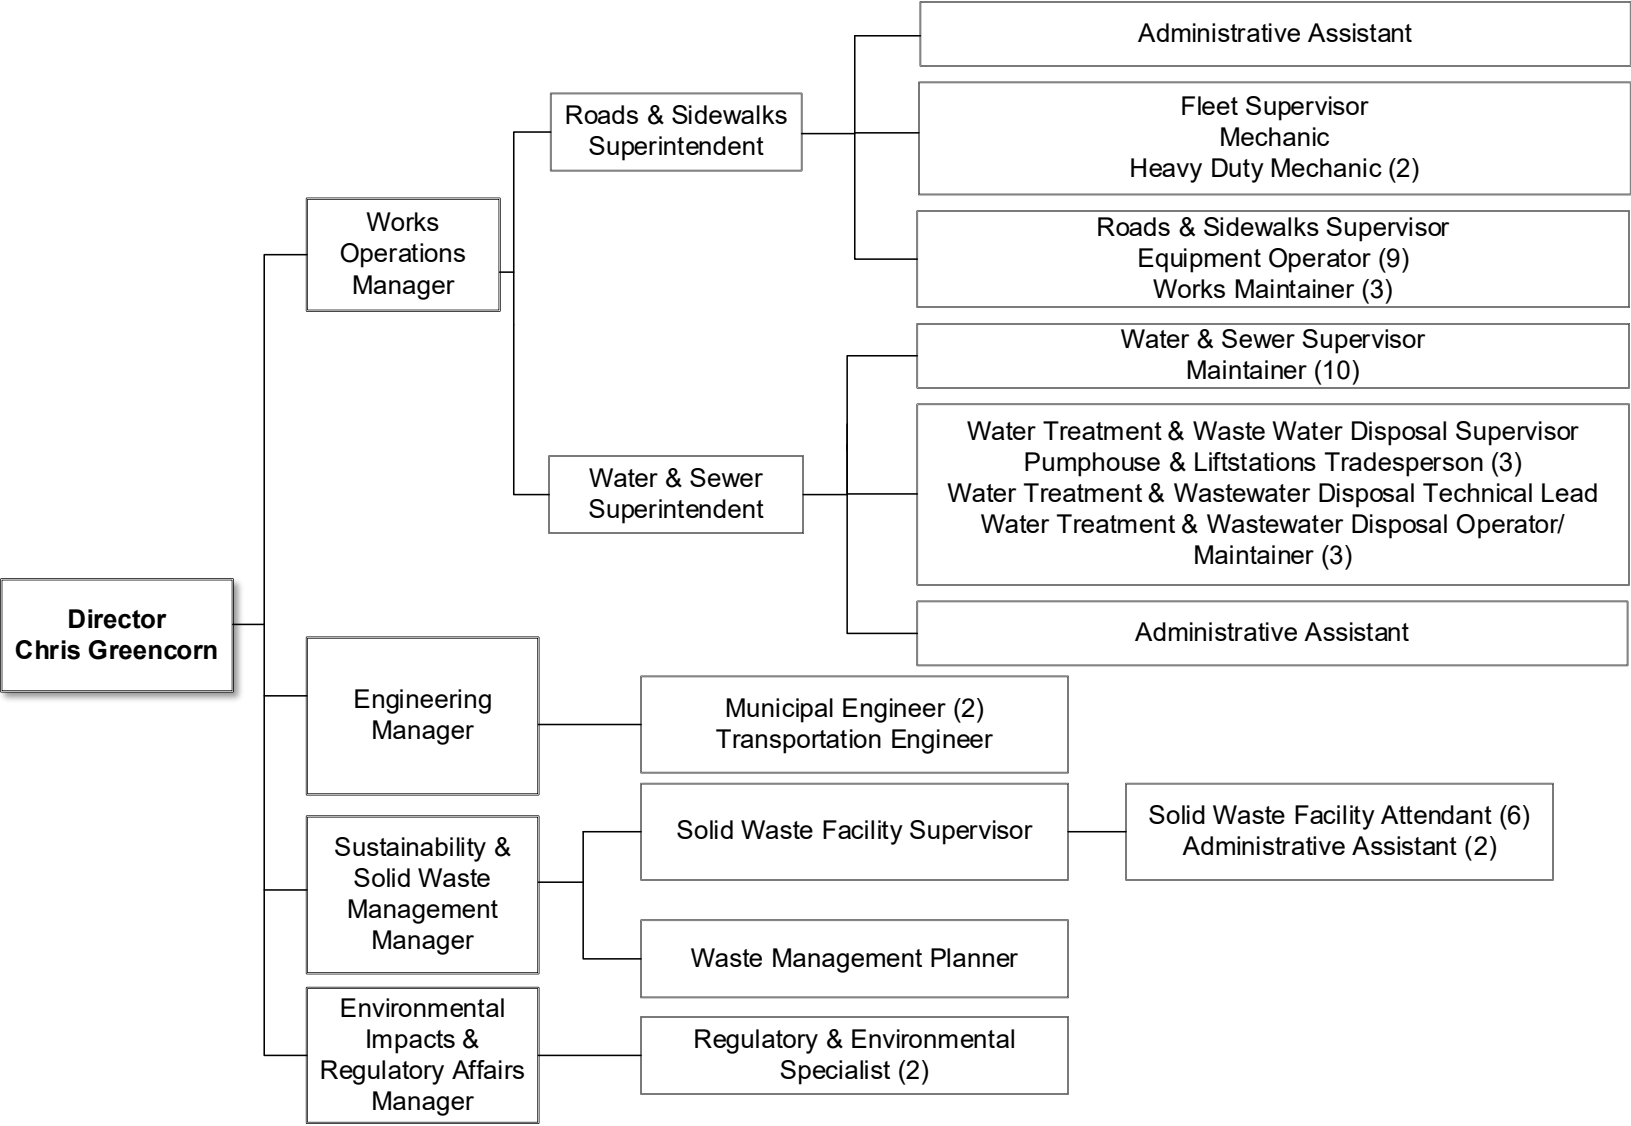 Director
Chris Greencorn
Works
Operations
Manager
Roads & Sidewalks
Superintendent
Administrative Assistant
Fleet Supervisor
Mechanic
Heavy Duty Mechanic (2)
Roads & Sidewalks Supervisor
Equipment Operator (9)
Works Maintainer (3)
Water & Sewer
Superintendent
Water & Sewer Supervisor
Maintainer (10)
Water Treatment & Waste Water Disposal Supervisor
Pumphouse & Liftstations Tradesperson (3)
Water Treatment & Wastewater Disposal Technical Lead
Water Treatment & Wastewater Disposal Operator/
Maintainer (3)
Administrative Assistant
Engineering
Manager
Municipal Engineer (2)
Transportation Engineer
Sustainability &
Solid Waste
Management
Manager
Solid Waste Facility Supervisor
Solid Waste Facility Attendant (6)
Administrative Assistant (2)
Waste Management Planner
Environmental
Impacts &
Regulatory Affairs
Manager
Regulatory & Environmental
Specialist (2)